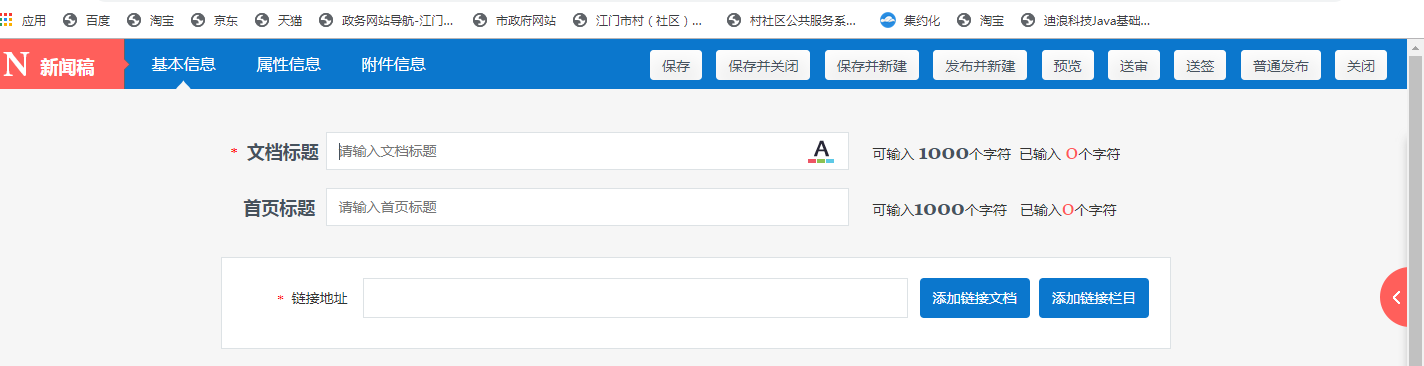 应用 百度 淘宝 京东 天猫 政务网站导航-江门... 市政府网站 江门市村（社区）... 村社区公共服务系... 集约化 淘宝 迪浪科技Java基础...
N 新闻稿 基本信息 属性信息 附件信息 保存 保存并关闭 保存并新建 发布并新建 预览 送审 送签 普通发布 关闭
* 文档标题 请输入文档标题 A 可输入 1000个字符 已输入 0个字符
首页标题 请输入首页标题 可输入1000个字符 已输入0个字符
* 链接地址 添加链接文档 添加链接栏目